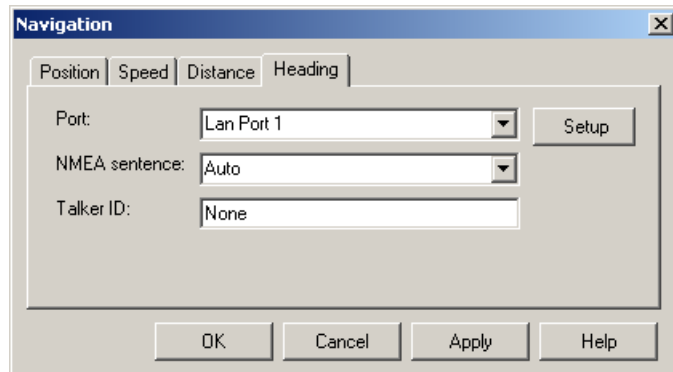 Navigation
Position Speed Distance Heading
Port: Lan Port 1 Setup
NMEA sentence: Auto
Talker ID: None
OK Cancel Apply Help